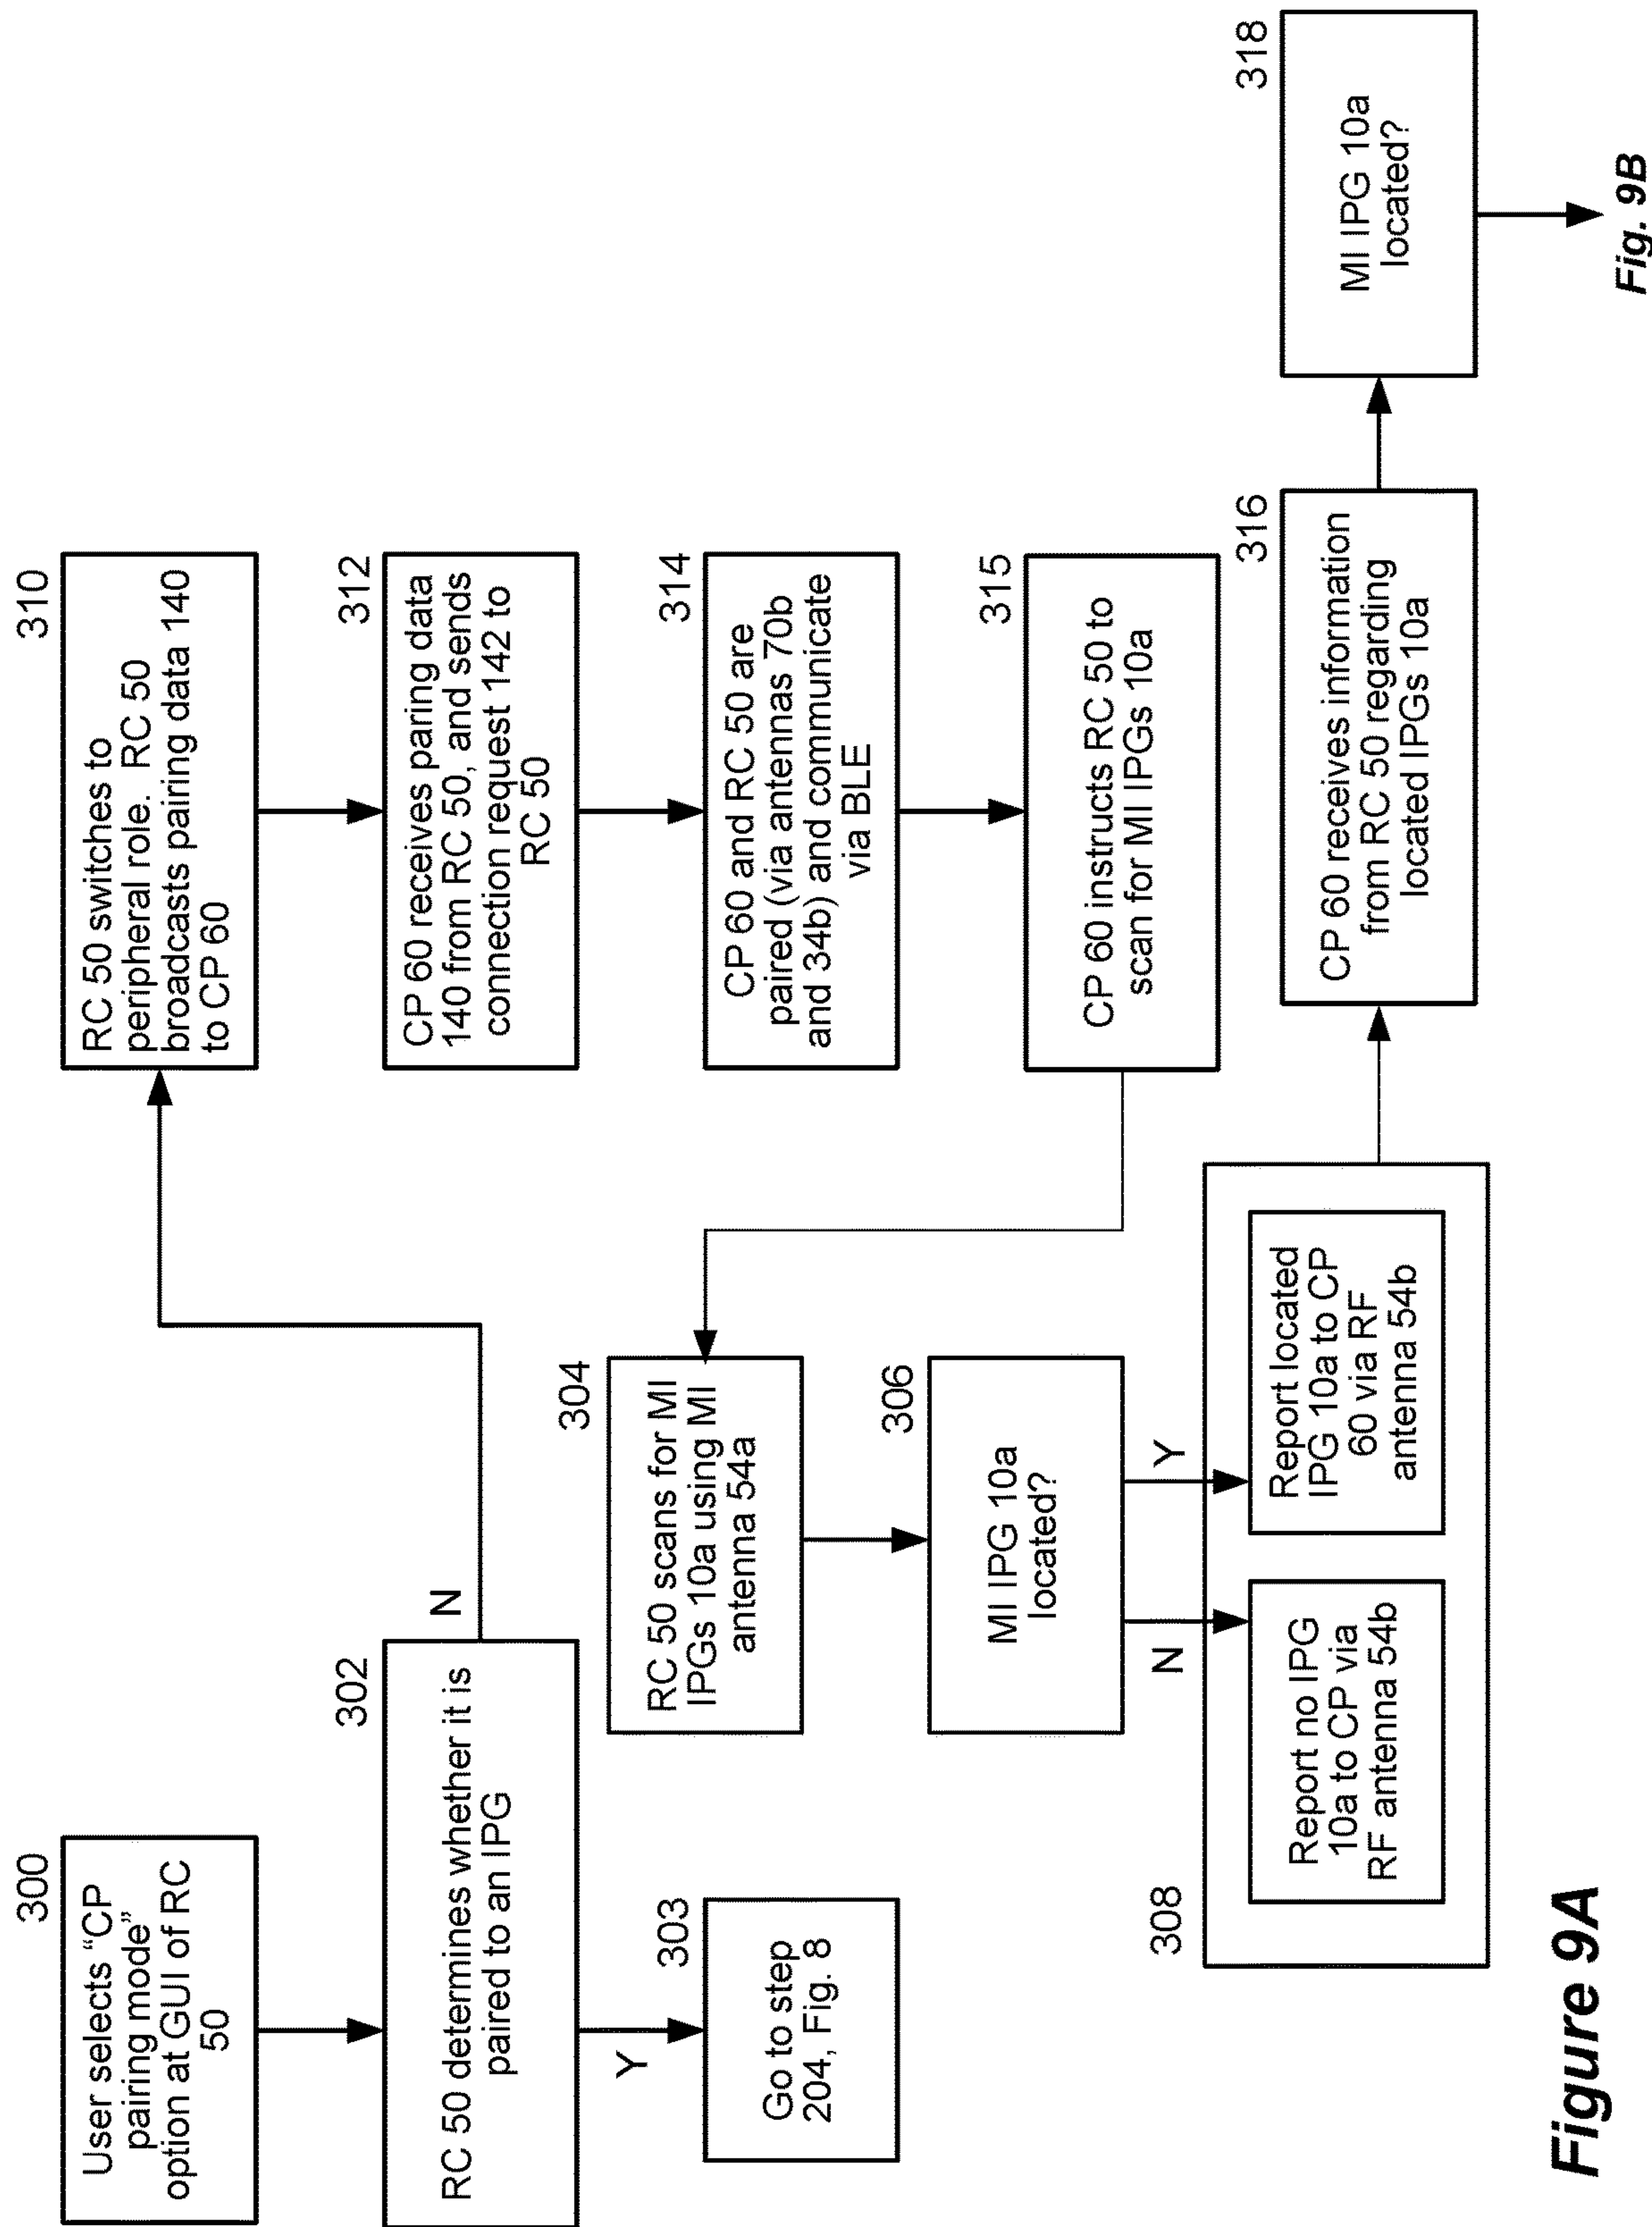 300
User selects “CP
pairing mode”
option at GUI of RC
50
302
RC 50 determines whether it is
paired to an IPG
Y
N
303
Go to step
204, Fig. 8
310
RC 50 switches to
peripheral role. RC 50
broadcasts pairing data 140
to CP 60
312
CP 60 receives paring data
140 from RC 50, and sends
connection request 142 to
RC 50
314
CP 60 and RC 50 are
paired (via antennas 70b
and 34b) and communicate
via BLE
315
CP 60 instructs RC 50 to
scan for MI IPGs 10a
304
RC 50 scans for MI
IPGs 10a using MI
antenna 54a
306
MI IPG 10a
located?
N
Y
308
Report no IPG
10a to CP via
RF antenna 54b
Report located
IPG 10a to CP
60 via RF
antenna 54b
316
CP 60 receives information
from RC 50 regarding
located IPGs 10a
318
MI IPG 10a
located?
Fig. 9B
Figure 9A